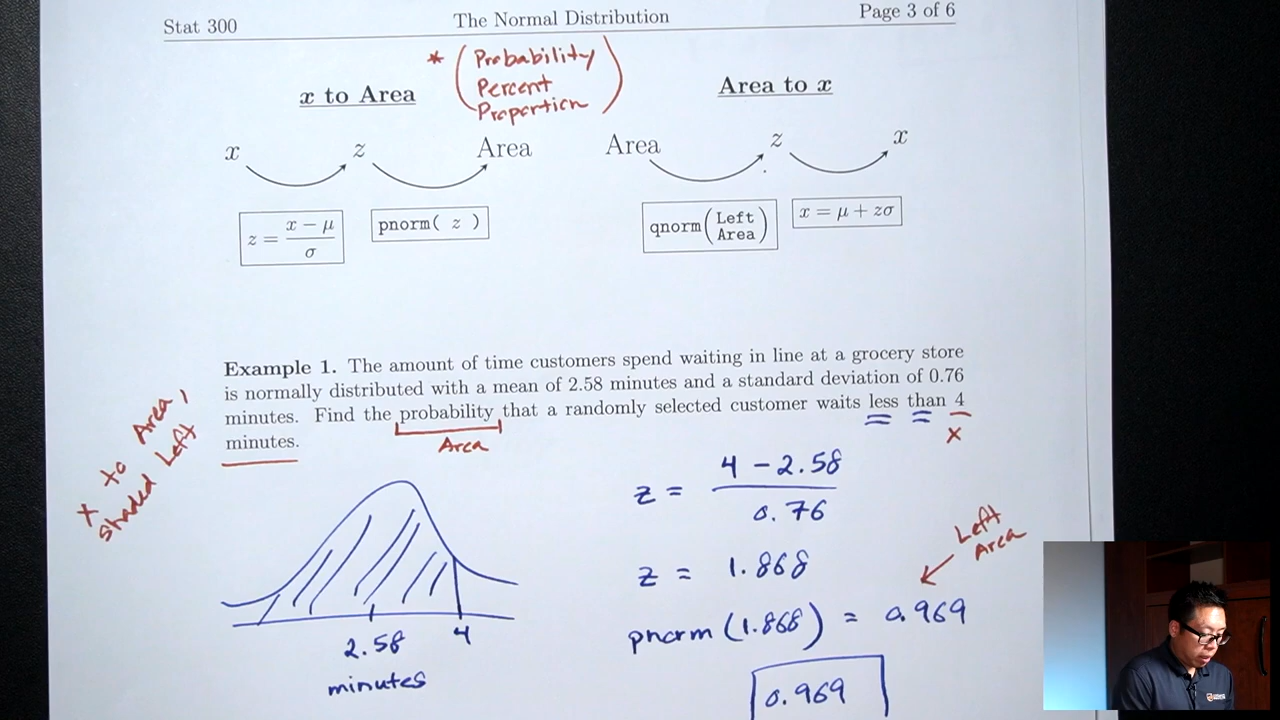 Stat 300 The Normal Distribution Page 3 of 6
* (Probability
Percent
Proportion)
x to Area Area to x
x z Area Area z x
z = (x − μ)/σ pnorm( z ) qnorm(Left Area) x = μ + zσ
Example 1. The amount of time customers spend waiting in line at a grocery store
is normally distributed with a mean of 2.58 minutes and a standard deviation of 0.76
minutes. Find the probability that a randomly selected customer waits less than 4
minutes.
Area
x
x to Area,
Shaded Left
z = (4 − 2.58)/0.76
z = 1.868
Left
Area
pnorm (1.868) = 0.969
0.969
2.58 4
minutes